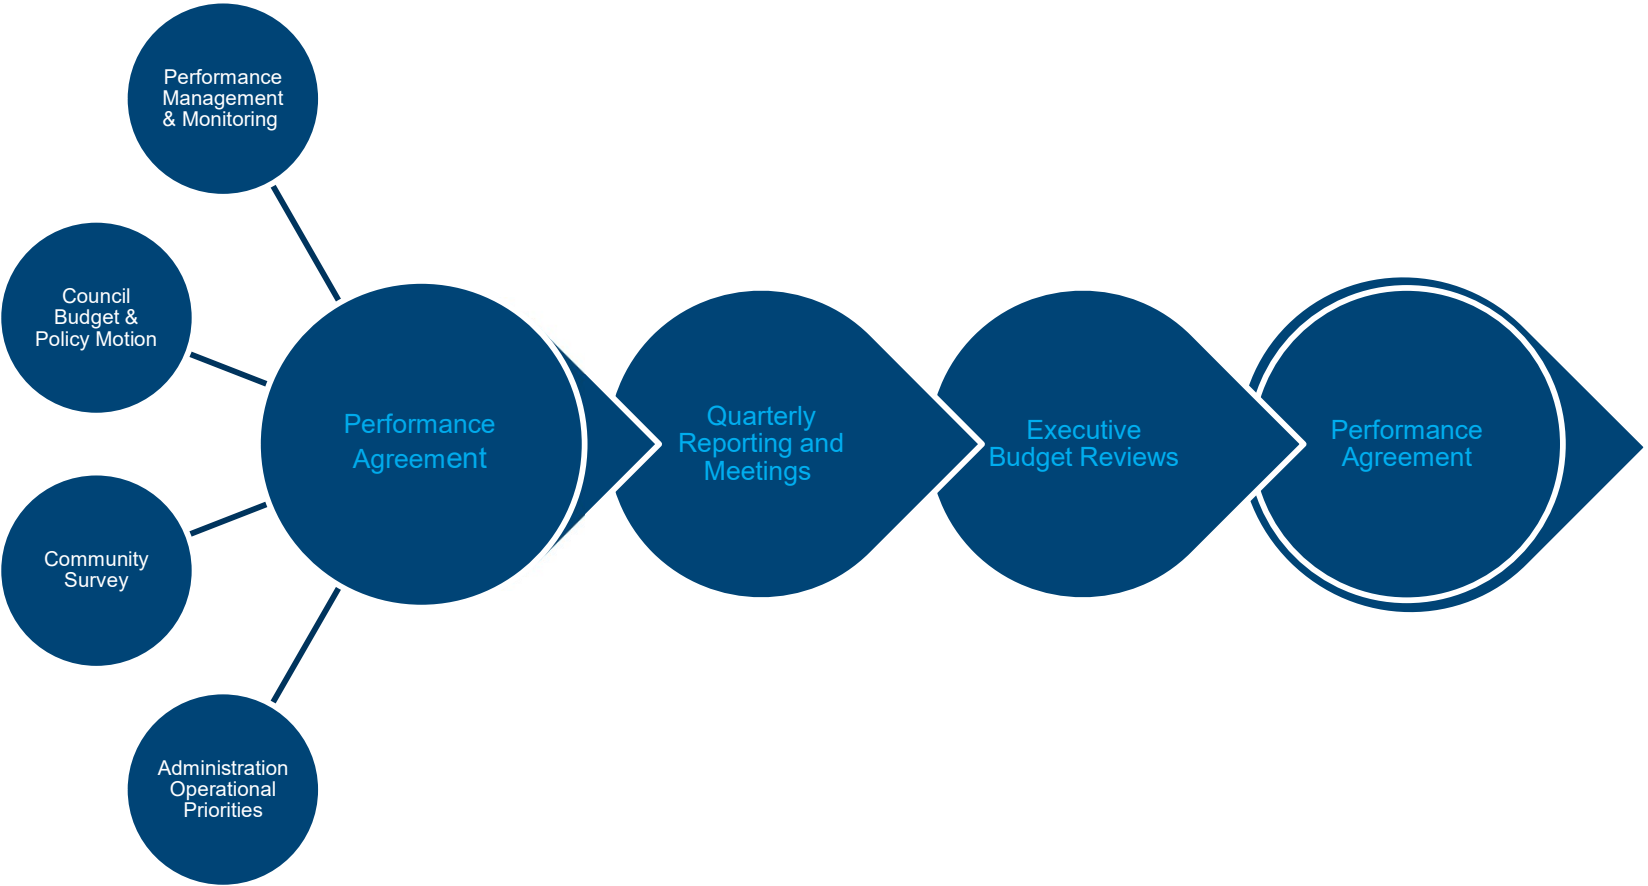 Performance
Management
& Monitoring
Council
Budget &
Policy Motion
Community
Survey
Administration
Operational
Priorities
Performance
Agreement
Quarterly
Reporting and
Meetings
Executive
Budget Reviews
Performance
Agreement